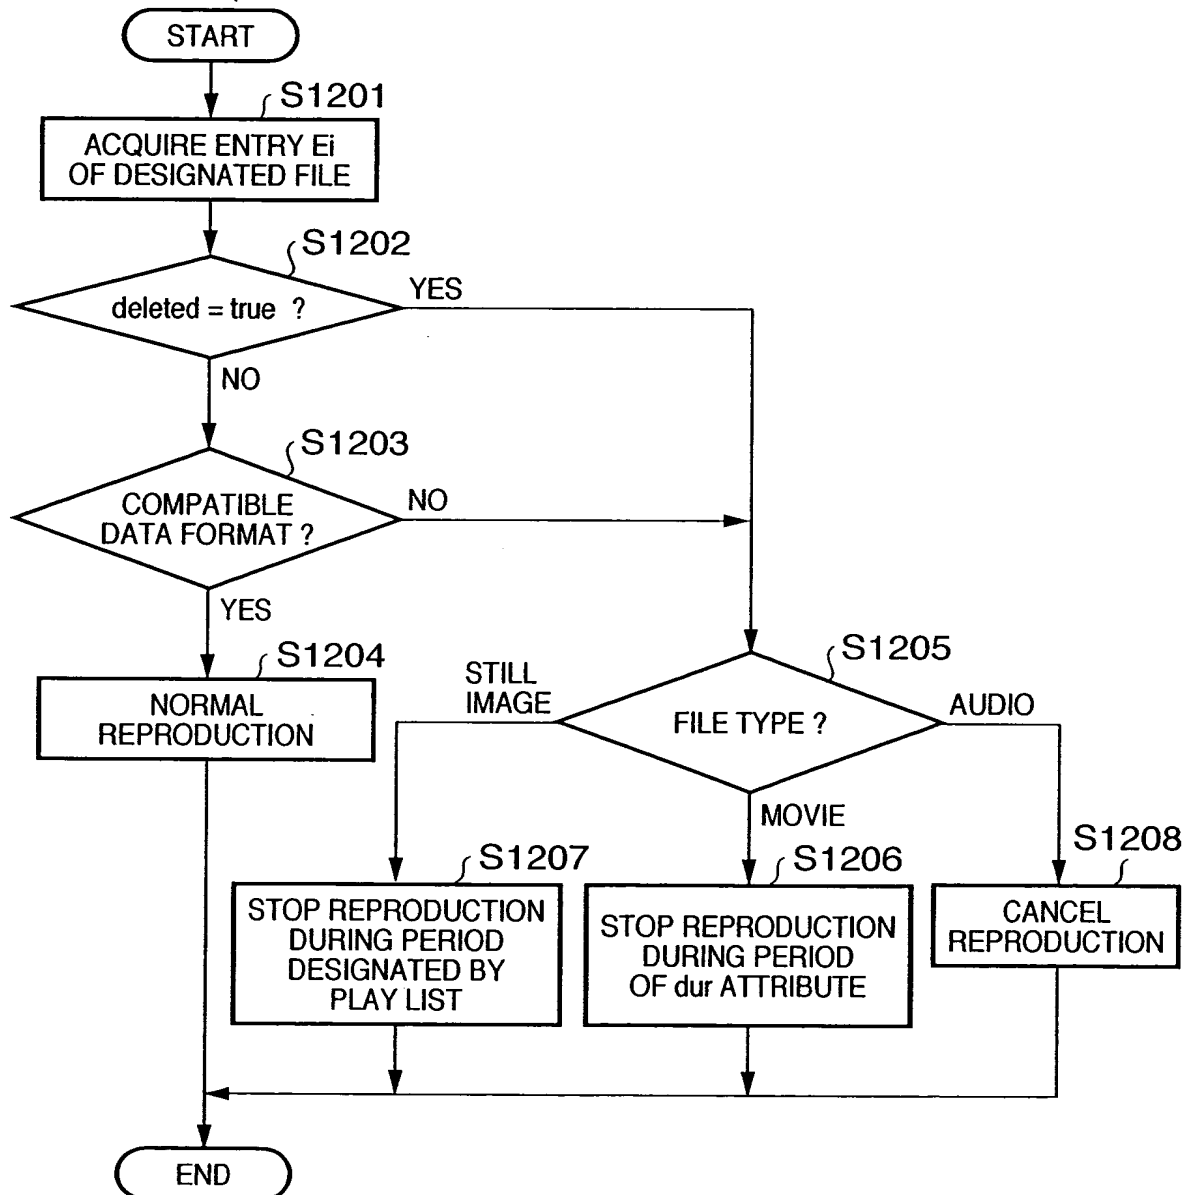 START
S1201
ACQUIRE ENTRY Ei
OF DESIGNATED FILE
S1202
deleted = true ?
YES
NO
S1203
COMPATIBLE
DATA FORMAT ?
NO
YES
S1204
NORMAL
REPRODUCTION
S1205
STILL
IMAGE
FILE TYPE ?
AUDIO
MOVIE
S1207
STOP REPRODUCTION
DURING PERIOD
DESIGNATED BY
PLAY LIST
S1206
STOP REPRODUCTION
DURING PERIOD
OF dur ATTRIBUTE
S1208
CANCEL
REPRODUCTION
END